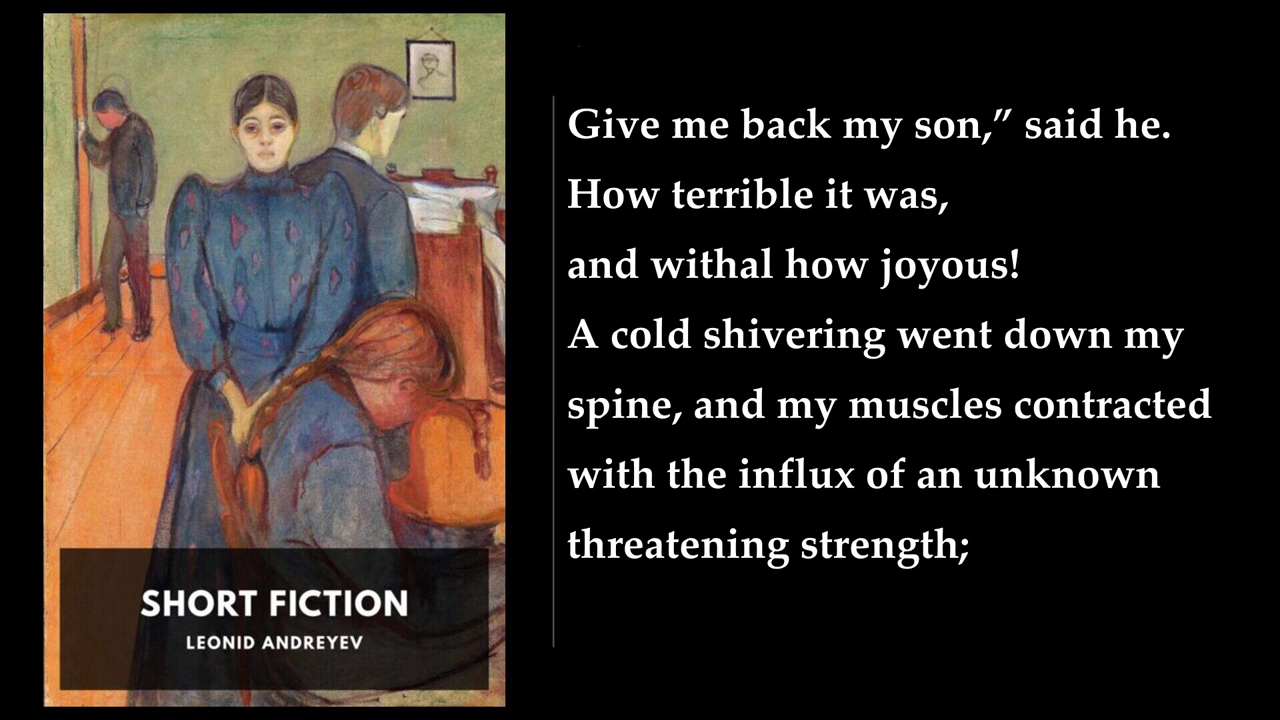 SHORT FICTION
LEONID ANDREYEV
Give me back my son,” said he.
How terrible it was,
and withal how joyous!
A cold shivering went down my
spine, and my muscles contracted
with the influx of an unknown
threatening strength;